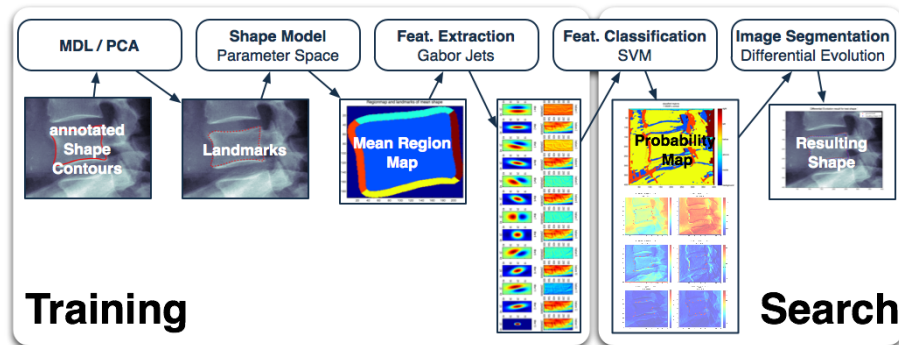 MDL / PCA
Shape Model
Parameter Space
Feat. Extraction
Gabor Jets
Feat. Classification
SVM
Image Segmentation
Differential Evolution
annotated
Shape
Contours
Landmarks
Mean Region
Map
Probability
Map
Resulting
Shape
Training
Search